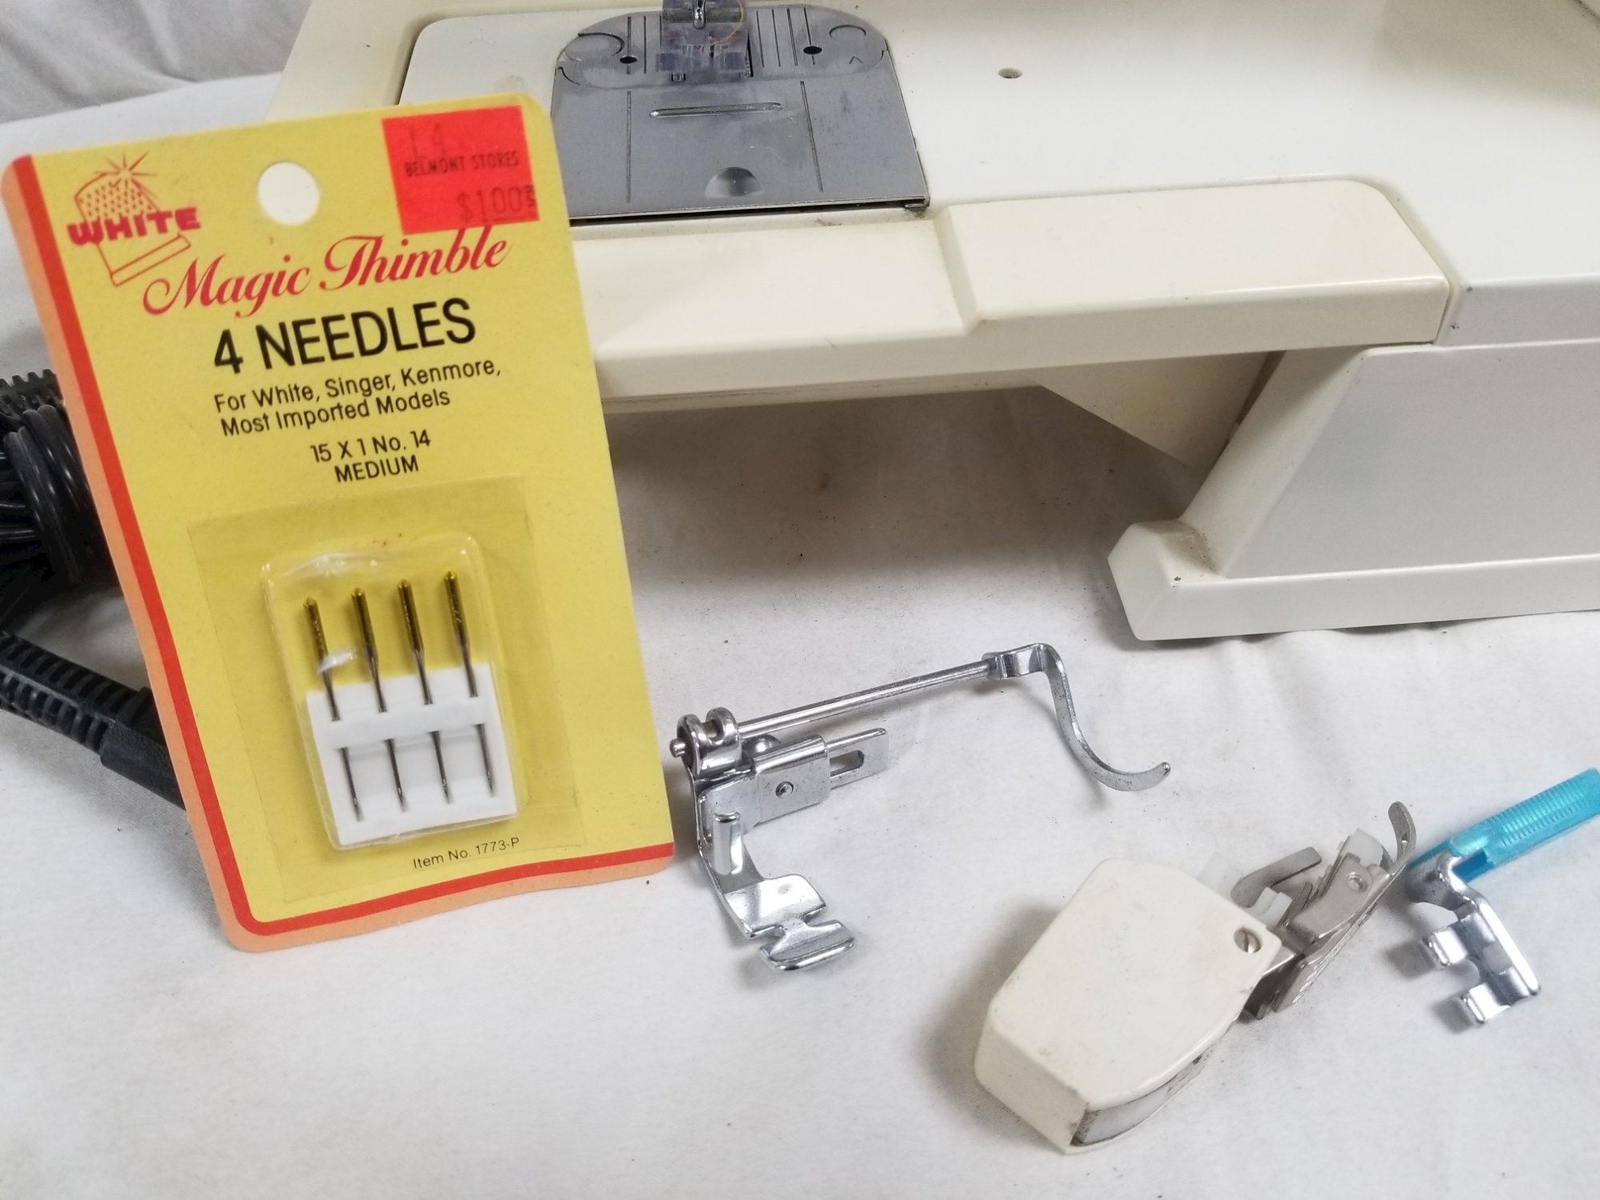 L4
BELMONT STORES
$1.00
WHITE
Magic Thimble
4 NEEDLES
For White, Singer, Kenmore,
Most Imported Models
15 X 1 No. 14
MEDIUM
Item No. 1773-P